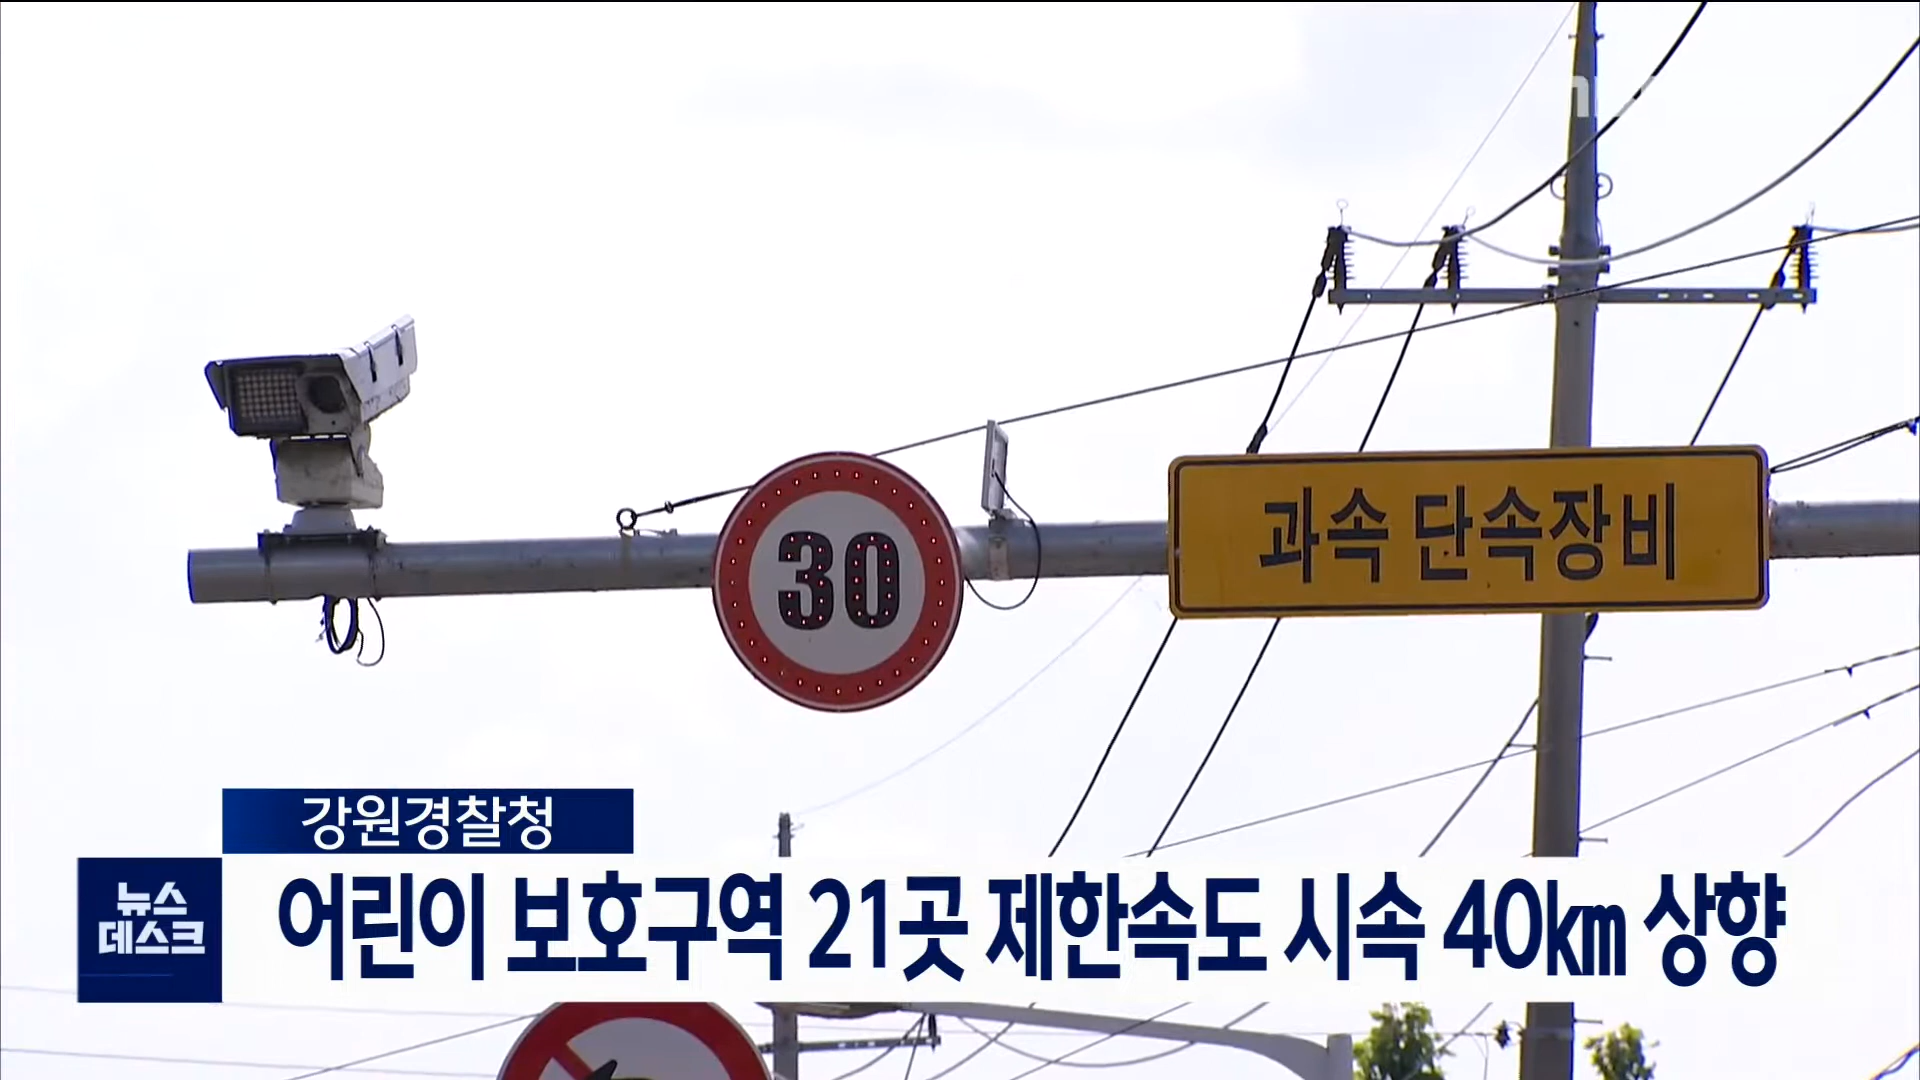 30
과속 단속장비
강원경찰청
뉴스
데스크
어린이 보호구역 21곳 제한속도 시속 40㎞ 상향